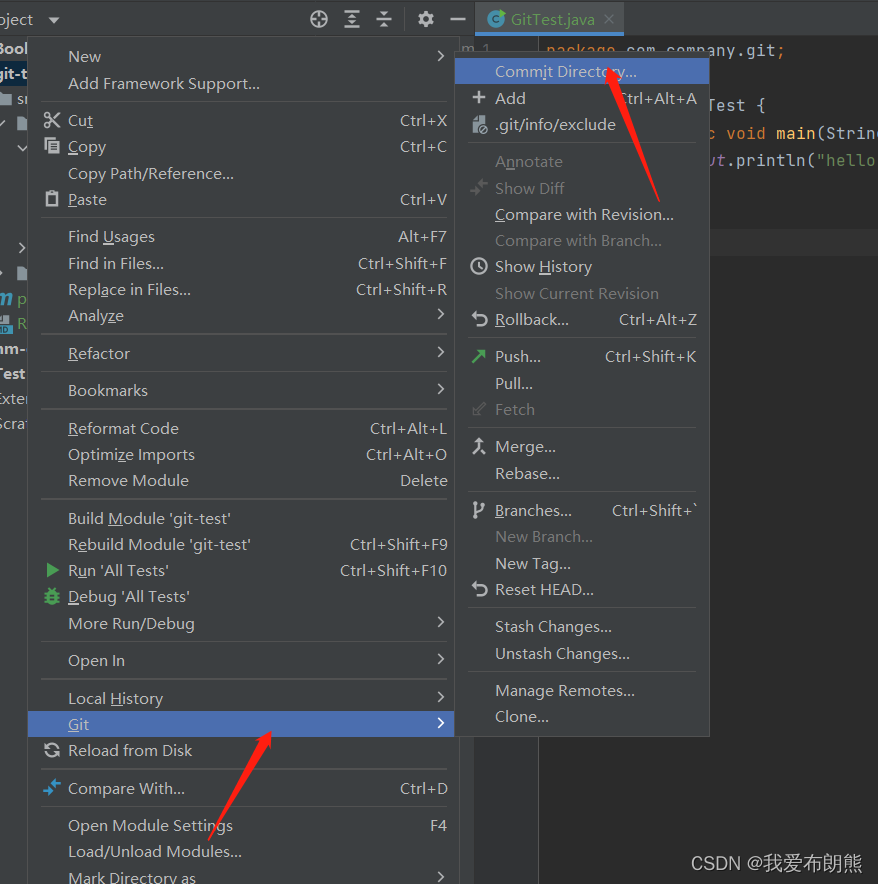 oject
GitTest.java
New
Add Framework Support...
Cut Ctrl+X
Copy Ctrl+C
Copy Path/Reference...
Paste Ctrl+V
Find Usages Alt+F7
Find in Files... Ctrl+Shift+F
Replace in Files... Ctrl+Shift+R
Analyze
Refactor
Bookmarks
Reformat Code Ctrl+Alt+L
Optimize Imports Ctrl+Alt+O
Remove Module Delete
Build Module 'git-test'
Rebuild Module 'git-test' Ctrl+Shift+F9
Run 'All Tests' Ctrl+Shift+F10
Debug 'All Tests'
More Run/Debug
Open In
Local History
Git
Reload from Disk
Compare With... Ctrl+D
Open Module Settings F4
Load/Unload Modules...
Mark Directory as
Commit Directory...
Add Ctrl+Alt+A
.git/info/exclude
Annotate
Show Diff
Compare with Revision...
Compare with Branch...
Show History
Show Current Revision
Rollback... Ctrl+Alt+Z
Push... Ctrl+Shift+K
Pull...
Fetch
Merge...
Rebase...
Branches... Ctrl+Shift+`
New Branch...
New Tag...
Reset HEAD...
Stash Changes...
Unstash Changes...
Manage Remotes...
Clone...
package com.company.git;
Test {
c void main(String
ut.println("hello
Bool
git-t
m p
MD R
nm-
Test
Exter
Scra
CSDN @我爱布朗熊